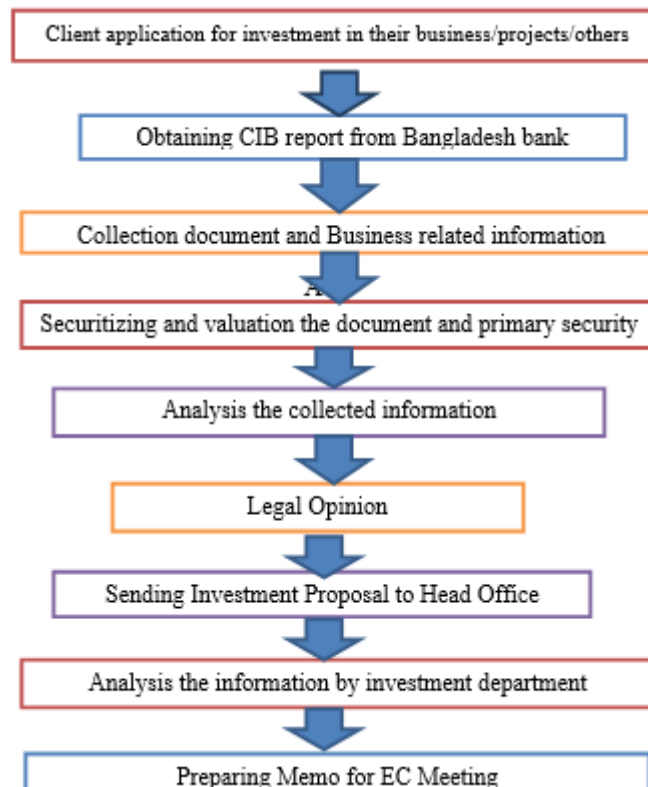 Client application for investment in their business/projects/others
Obtaining CIB report from Bangladesh bank
Collection document and Business related information
Securitizing and valuation the document and primary security
Analysis the collected information
Legal Opinion
Sending Investment Proposal to Head Office
Analysis the information by investment department
Preparing Memo for EC Meeting